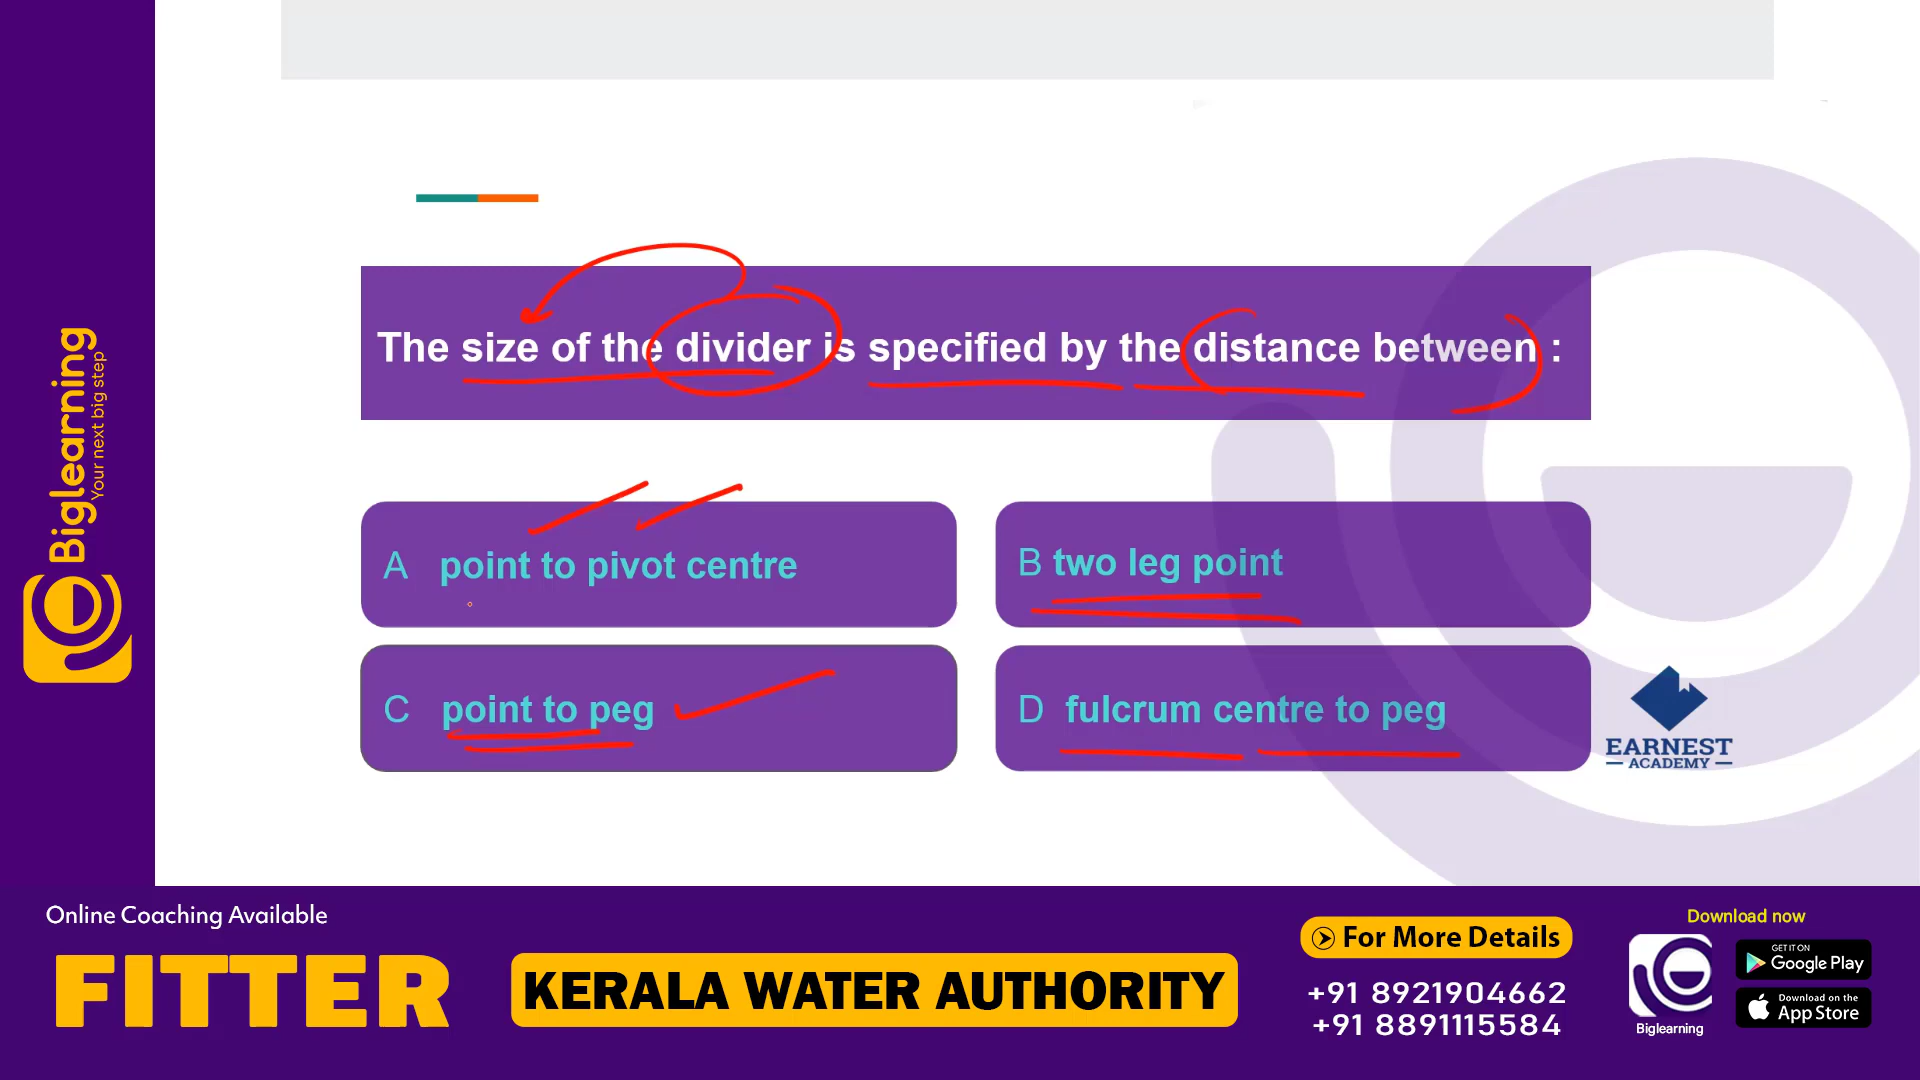 The size of the divider is specified by the distance between :
A point to pivot centre
B two leg point
C point to peg
D fulcrum centre to peg
EARNEST
ACADEMY
Biglearning
Your next big step
Online Coaching Available
FITTER
KERALA WATER AUTHORITY
For More Details
+91 8921904662
+91 8891115584
Download now
Biglearning
GET IT ON
Google Play
Download on the
App Store